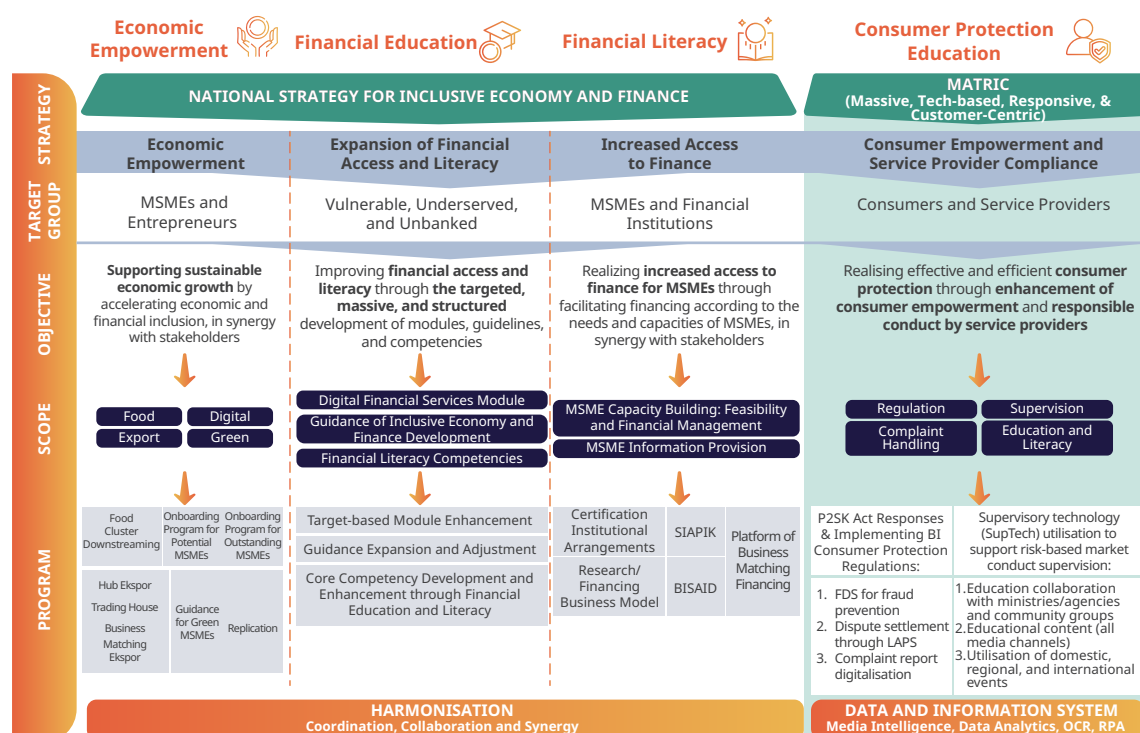 Economic
Empowerment
Financial Education
Financial Literacy
Consumer Protection
Education
STRATEGY
NATIONAL STRATEGY FOR INCLUSIVE ECONOMY AND FINANCE
MATRIC
(Massive, Tech-based, Responsive, &
Customer-Centric)
Economic
Empowerment
Expansion of Financial
Access and Literacy
Increased Access
to Finance
Consumer Empowerment and
Service Provider Compliance
TARGET
GROUP
MSMEs and
Entrepreneurs
Vulnerable, Underserved,
and Unbanked
MSMEs and Financial
Institutions
Consumers and Service Providers
OBJECTIVE
Supporting sustainable
economic growth by
accelerating economic and
financial inclusion, in synergy
with stakeholders
Improving financial access and
literacy through the targeted,
massive, and structured
development of modules, guidelines,
and competencies
Realizing increased access to
finance for MSMEs through
facilitating financing according to the
needs and capacities of MSMEs, in
synergy with stakeholders
Realising effective and efficient consumer
protection through enhancement of
consumer empowerment and responsible
conduct by service providers
SCOPE
Food
Digital
Export
Green
Digital Financial Services Module
Guidance of Inclusive Economy and
Finance Development
Financial Literacy Competencies
MSME Capacity Building: Feasibility
and Financial Management
MSME Information Provision
Regulation
Supervision
Complaint
Handling
Education and
Literacy
PROGRAM
Food
Cluster
Downstreaming
Onboarding
Program for
Potential
MSMEs
Onboarding
Program for
Outstanding
MSMEs
Hub Ekspor
Trading House
Business
Matching
Ekspor
Guidance
for Green
MSMEs
Replication
Target-based Module Enhancement
Guidance Expansion and Adjustment
Core Competency Development and
Enhancement through Financial
Education and Literacy
Certification
Institutional
Arrangements
SIAPIK
Research/
Financing
Business Model
BISAID
Platform of
Business
Matching
Financing
P2SK Act Responses
& Implementing BI
Consumer Protection
Regulations:
Supervisory technology
(SupTech) utilisation to
support risk-based market
conduct supervision:
1. FDS for fraud
prevention
2. Dispute settlement
through LAPS
3. Complaint report
digitalisation
1.Education collaboration
with ministries/agencies
and community groups
2.Educational content (all
media channels)
3.Utilisation of domestic,
regional, and international
events
HARMONISATION
Coordination, Collaboration and Synergy
DATA AND INFORMATION SYSTEM
Media Intelligence, Data Analytics, OCR, RPA